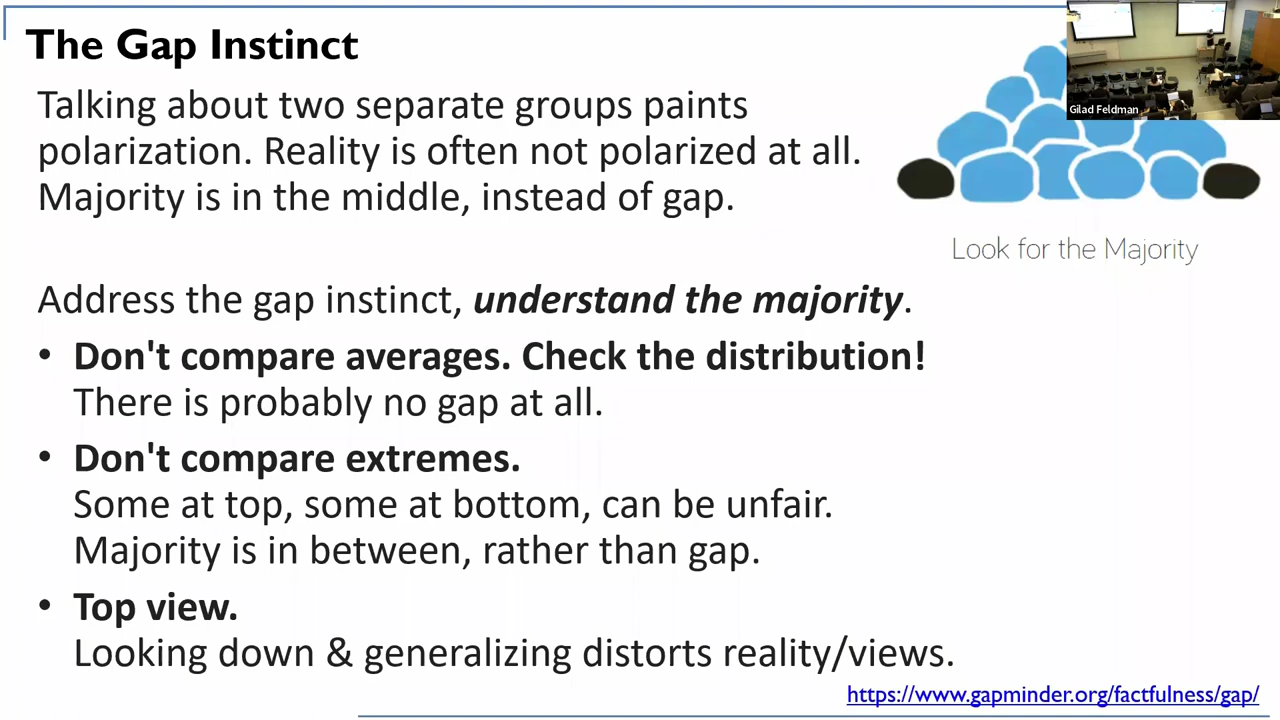 The Gap Instinct
Gilad Feldman
Talking about two separate groups paints
polarization. Reality is often not polarized at all.
Majority is in the middle, instead of gap.
Look for the Majority
Address the gap instinct, understand the majority.
• Don't compare averages. Check the distribution!
There is probably no gap at all.
• Don't compare extremes.
Some at top, some at bottom, can be unfair.
Majority is in between, rather than gap.
• Top view.
Looking down & generalizing distorts reality/views.
https://www.gapminder.org/factfulness/gap/